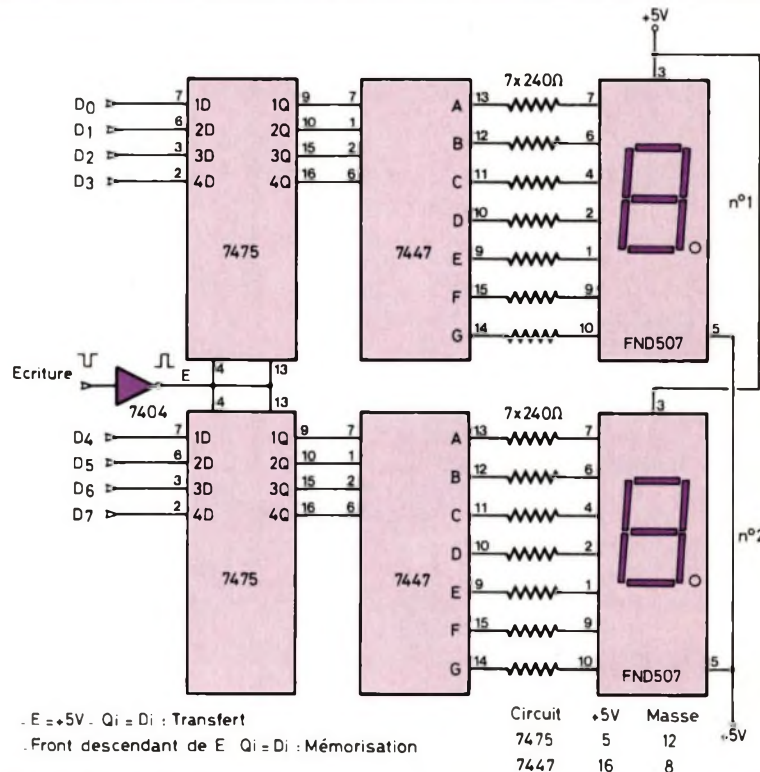 +5V
3
7x240Ω
D0 7 1D 1Q 9 7 A 13 7
D1 6 2D 2Q 10 1 B 12 6
D2 3 3D 3Q 15 2 C 11 4
D3 2 4D 4Q 16 6 D 10 2
7475
7447
E 9 1
F 15 9
G 14 10
n°1
FND507
5
Ecriture
7404
E
4 13
4 13
3
7x240Ω
D4 7 1D 1Q 9 7 A 13 7
D5 6 2D 2Q 10 1 B 12 6
D6 3 3D 3Q 15 2 C 11 4
D7 2 4D 4Q 16 6 D 10 2
7475
7447
E 9 1
F 15 9
G 14 10
n°2
FND507
5
+5V
- E=+5V - Qi = Di : Transfert
- Front descendant de E Qi = Di : Mémorisation
Circuit +5V Masse
7475 5 12
7447 16 8